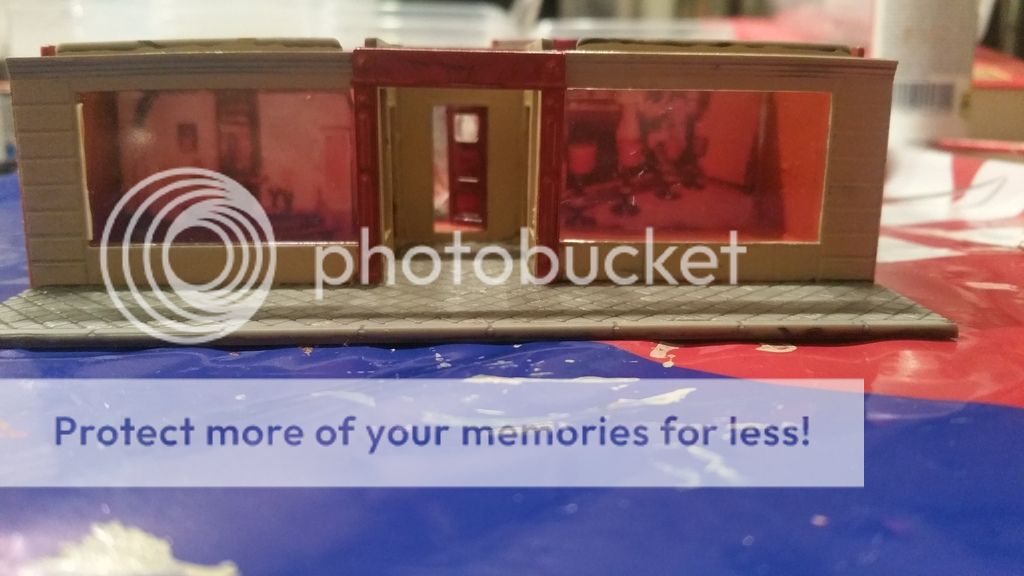 photobucket
Protect more of your memories for less!